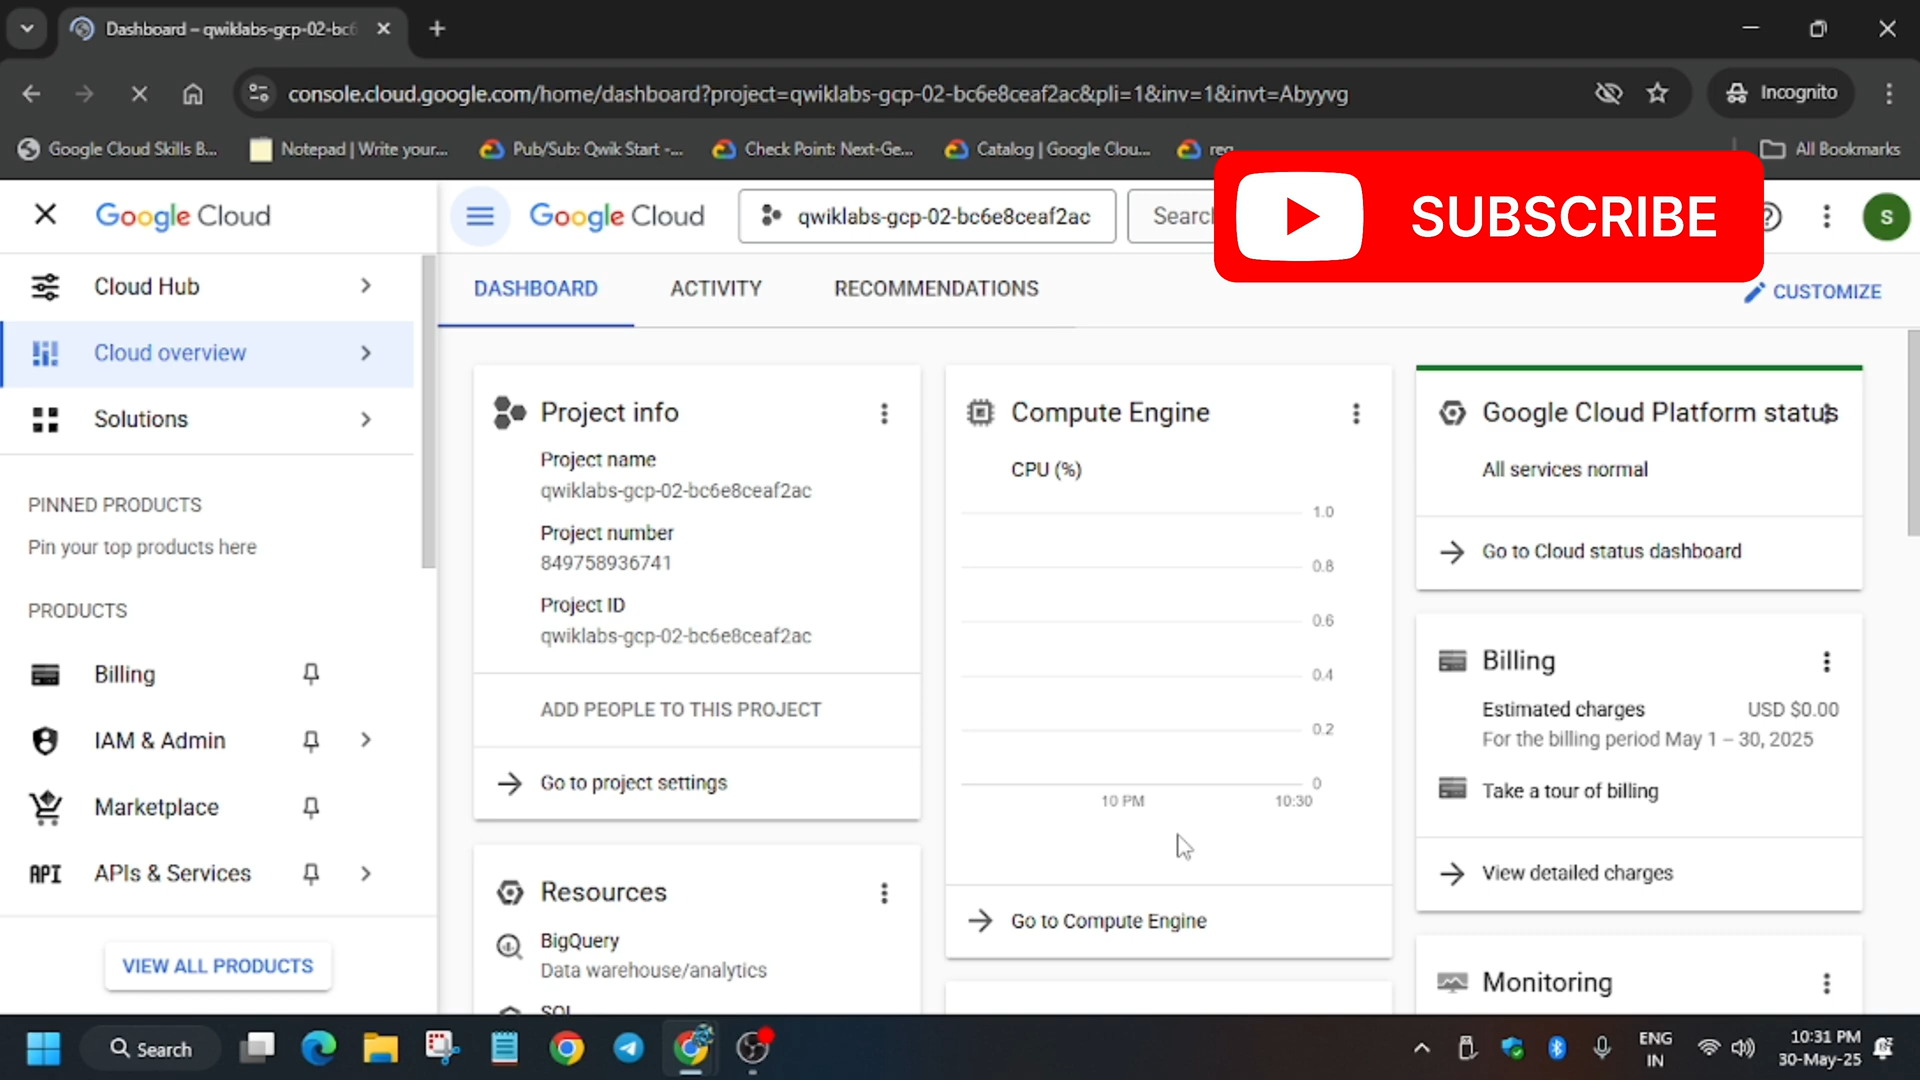 Dashboard – qwiklabs-gcp-02-bc6
console.cloud.google.com/home/dashboard?project=qwiklabs-gcp-02-bc6e8ceaf2ac&pli=1&inv=1&invt=Abyyvg
Incognito
Google Cloud Skills B...
Notepad | Write your...
Pub/Sub: Qwik Start -...
Check Point: Next-Ge...
Catalog | Google Clou...
All Bookmarks
Google Cloud
Google Cloud
qwiklabs-gcp-02-bc6e8ceaf2ac
Search
SUBSCRIBE
S
Cloud Hub
Cloud overview
Solutions
PINNED PRODUCTS
Pin your top products here
PRODUCTS
Billing
IAM & Admin
Marketplace
API
APIs & Services
VIEW ALL PRODUCTS
DASHBOARD
ACTIVITY
RECOMMENDATIONS
CUSTOMIZE
Project info
Project name
qwiklabs-gcp-02-bc6e8ceaf2ac
Project number
849758936741
Project ID
qwiklabs-gcp-02-bc6e8ceaf2ac
ADD PEOPLE TO THIS PROJECT
Go to project settings
Resources
BigQuery
Data warehouse/analytics
SQL
Compute Engine
CPU (%)
1.0
0.8
0.6
0.4
0.2
0
10 PM
10:30
Go to Compute Engine
Google Cloud Platform status
All services normal
Go to Cloud status dashboard
Billing
Estimated charges USD $0.00
For the billing period May 1 – 30, 2025
Take a tour of billing
View detailed charges
Monitoring
Search
ENG
IN
10:31 PM
30-May-25